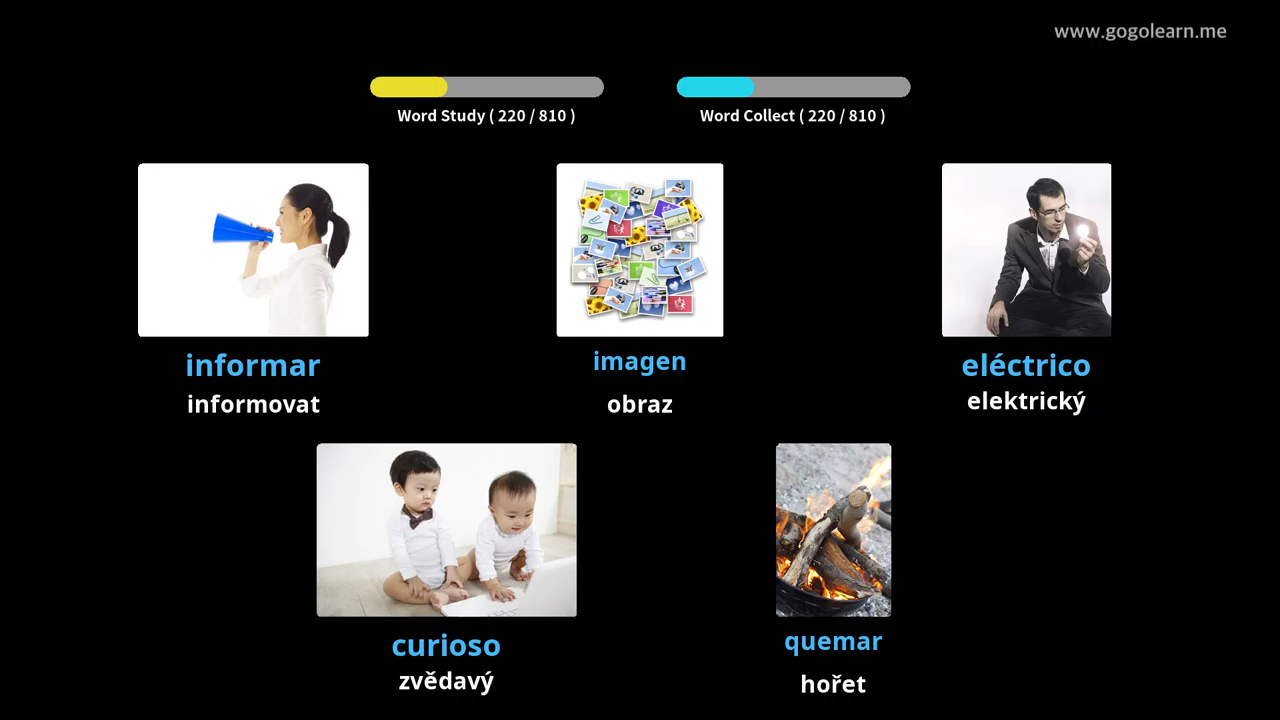 www.gogolearn.me
Word Study ( 220 / 810 )
Word Collect ( 220 / 810 )
informar
informovat
imagen
obraz
eléctrico
elektrický
curioso
zvědavý
quemar
hořet